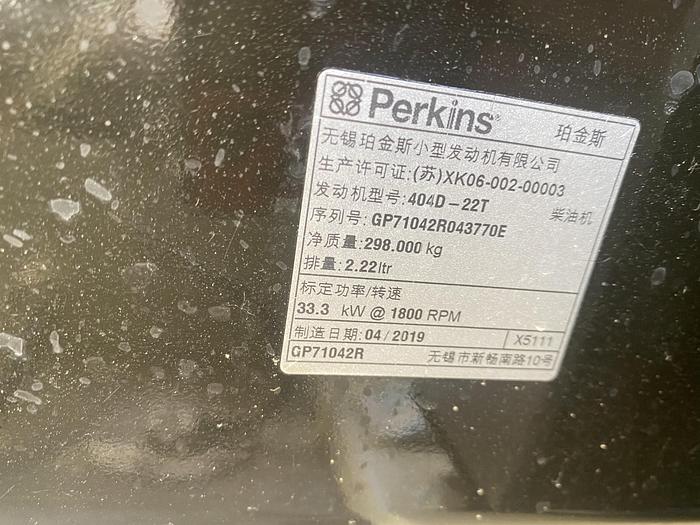 Perkins® 珀金斯
无锡珀金斯小型发动机有限公司
生产许可证:(苏)XK06-002-00003
发动机型号:404D-22T 柴油机
序列号: GP71042R043770E
净质量:298.000 kg
排量:2.22ltr
标定功率/转速
33.3 kW @ 1800 RPM
制造日期:04/2019 X5111
GP71042R 无锡市新畅南路10号